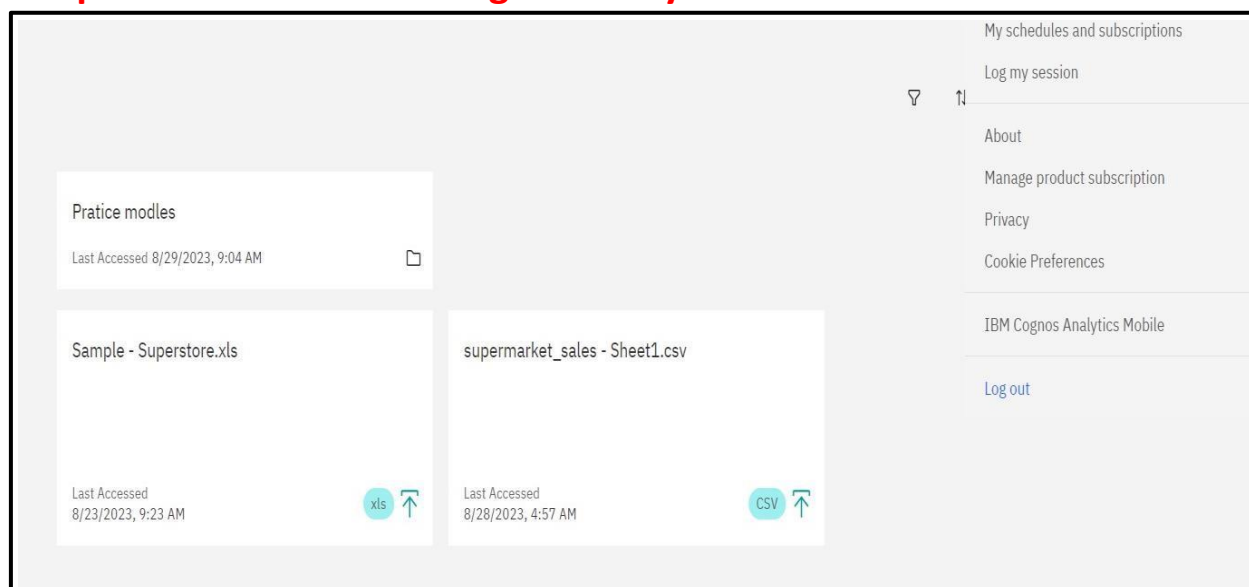 Pratice modles
Last Accessed 8/29/2023, 9:04 AM
Sample - Superstore.xls
Last Accessed
8/23/2023, 9:23 AM
xls
supermarket_sales - Sheet1.csv
Last Accessed
8/28/2023, 4:57 AM
CSV
My schedules and subscriptions
Log my session
About
Manage product subscription
Privacy
Cookie Preferences
IBM Cognos Analytics Mobile
Log out